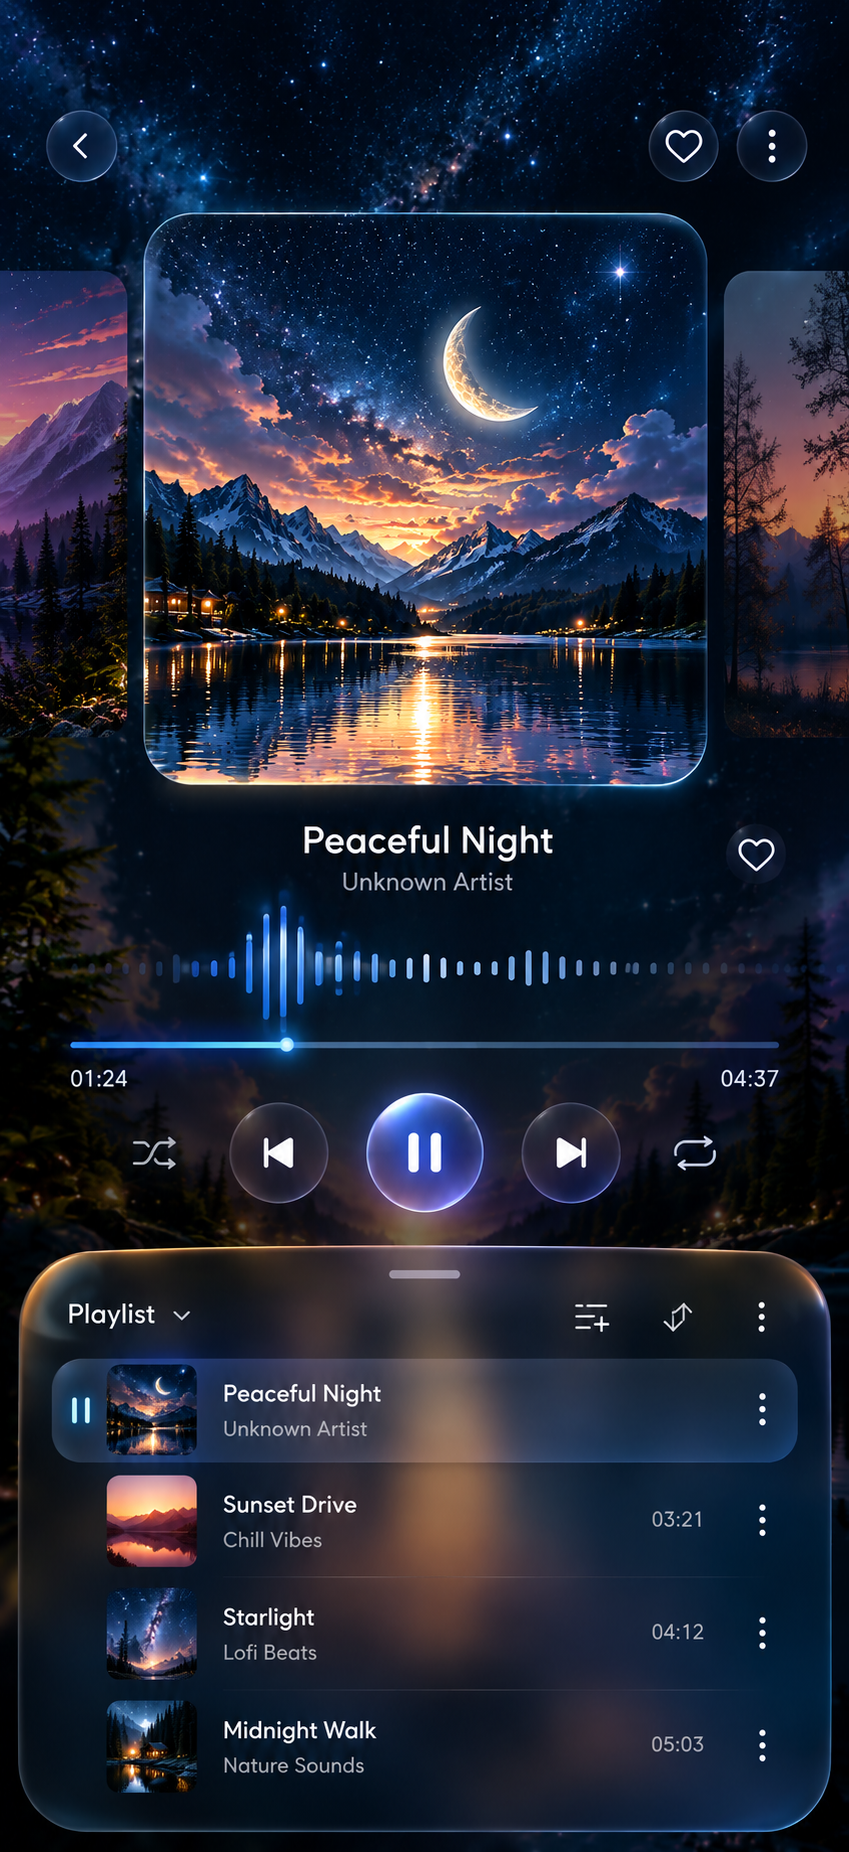 Peaceful Night
Unknown Artist
01:24
04:37
Playlist
Peaceful Night
Unknown Artist
Sunset Drive
Chill Vibes
03:21
Starlight
Lofi Beats
04:12
Midnight Walk
Nature Sounds
05:03